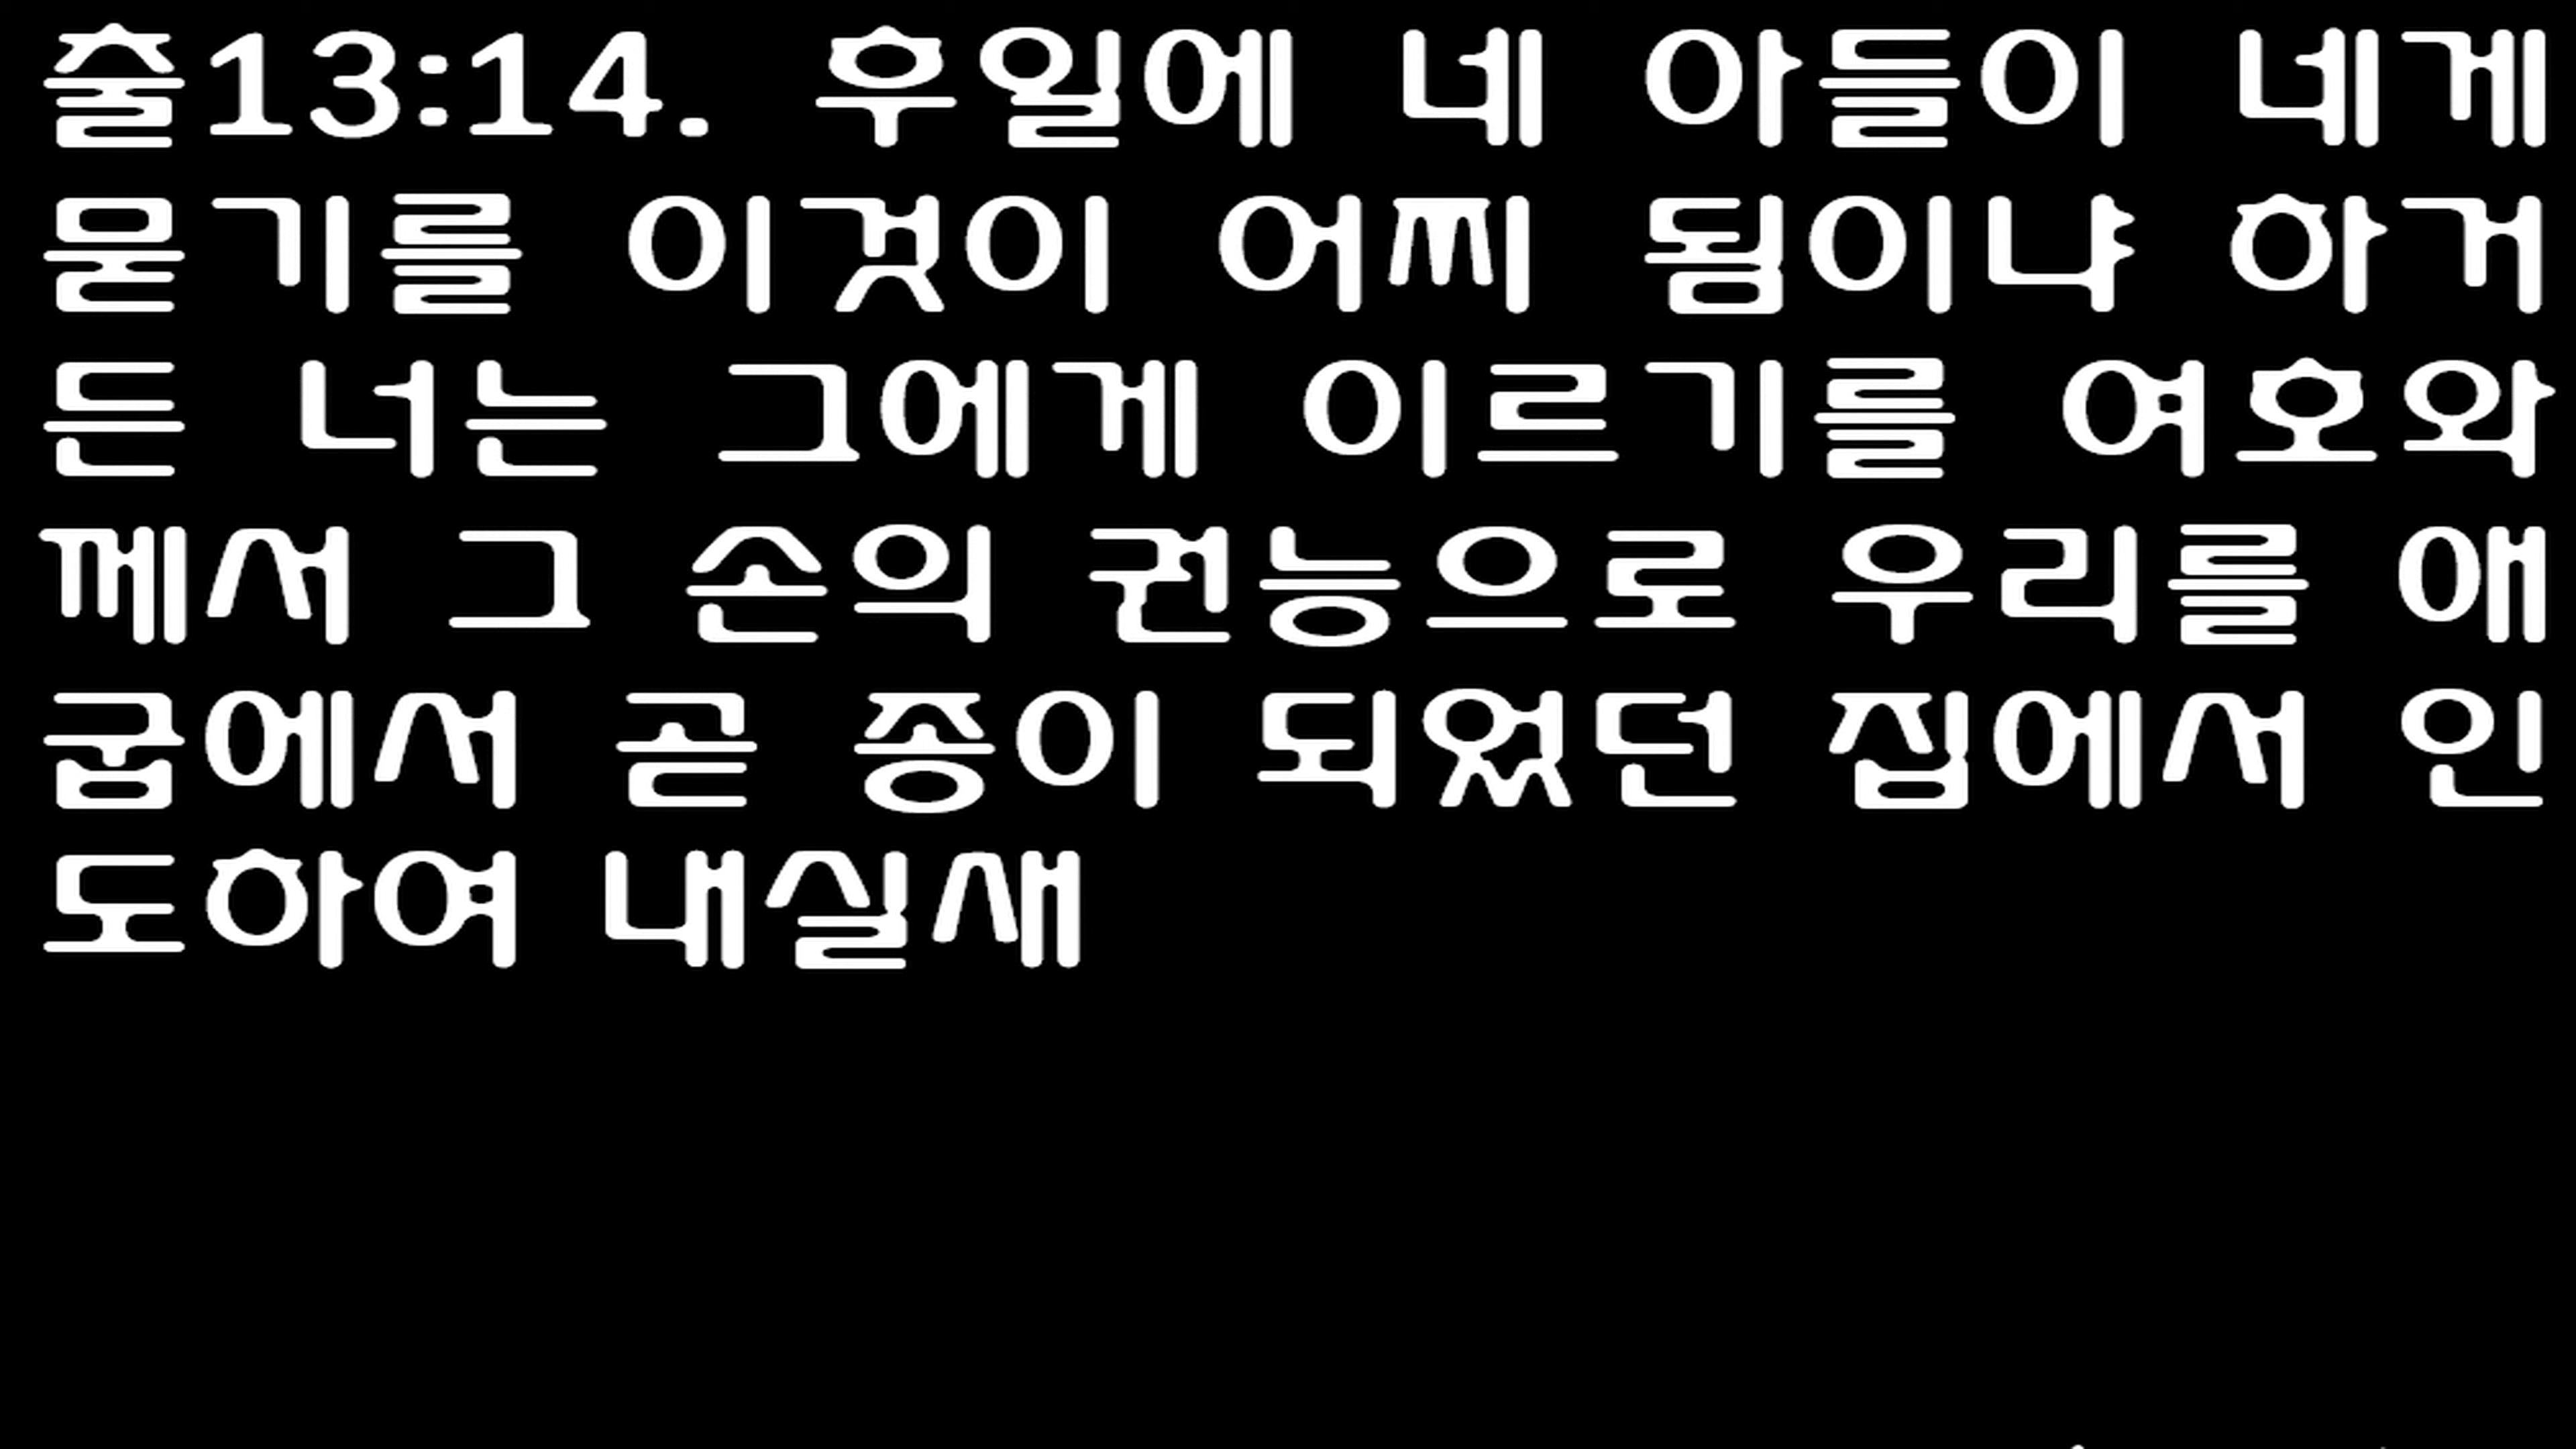 출13:14. 후일에 네 아들이 네게
묻기를 이것이 어찌 됨이냐 하거
든 너는 그에게 이르기를 여호와
께서 그 손의 권능으로 우리를 애
굽에서 곧 종이 되었던 집에서 인
도하여 내실새